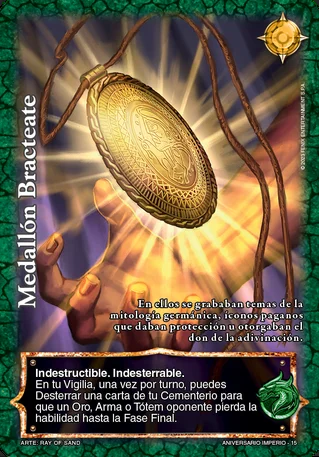 Medallón Bracteate
© 2023 FENIX ENTERTAINMENT S.P.A.
En ellos se grababan temas de la
mitología germánica, iconos paganos
que daban protección u otorgaban el
don de la adivinación.
Indestructible. Indesterrable.
En tu Vigilia, una vez por turno, puedes
Desterrar una carta de tu Cementerio para
que un Oro, Arma o Tótem oponente pierda la
habilidad hasta la Fase Final.
ARTE: RAY OF SAND
ANIVERSARIO IMPERIO - 15